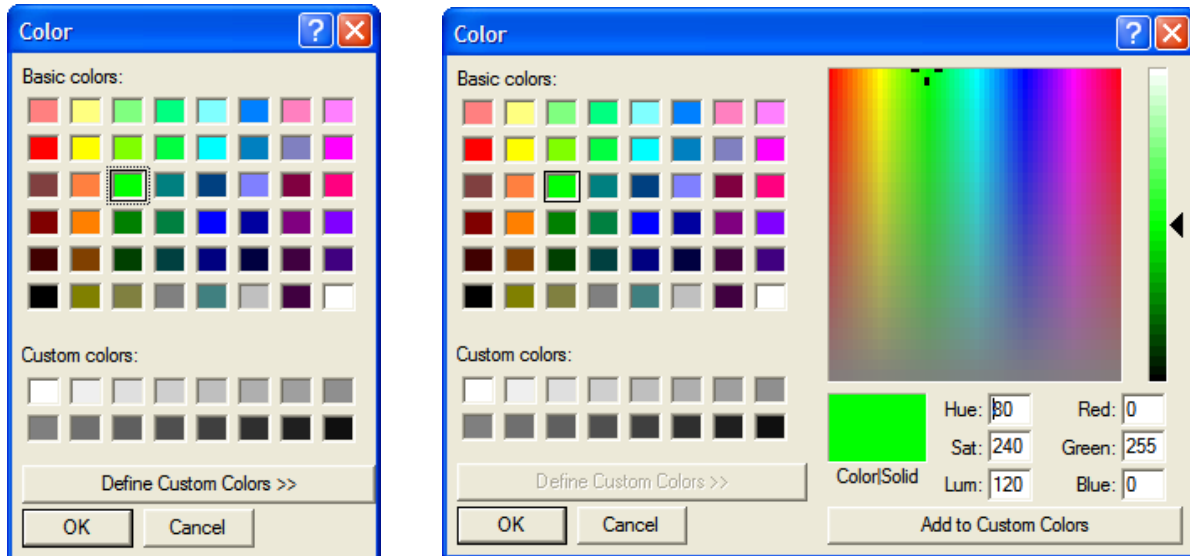 Color
?
Basic colors:
Custom colors:
Define Custom Colors >>
OK Cancel
Color
?
Basic colors:
Custom colors:
Define Custom Colors >>
OK Cancel
Hue: 80 Red: 0
Sat: 240 Green: 255
Color|Solid Lum: 120 Blue: 0
Add to Custom Colors